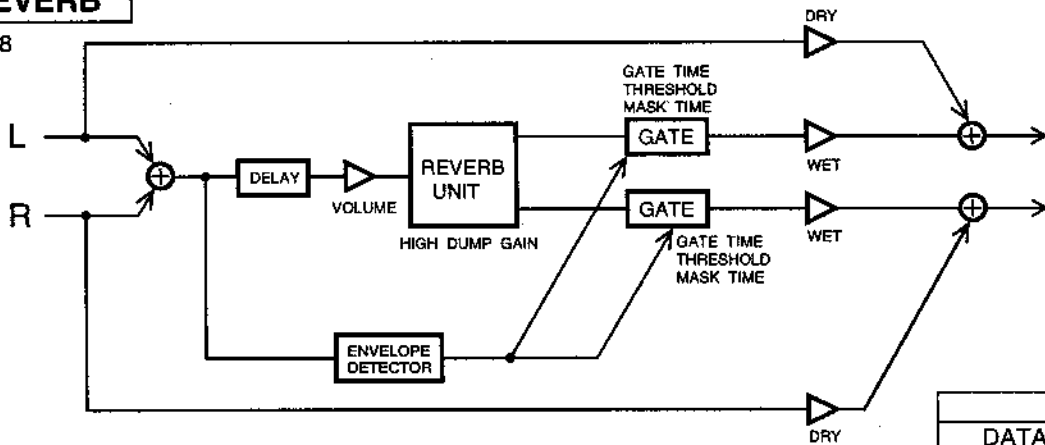 EVERB
8
DRY
GATE TIME
THRESHOLD
MASK TIME
L
GATE
WET
REVERB
UNIT
DELAY
VOLUME
R
GATE
WET
HIGH DUMP GAIN
GATE TIME
THRESHOLD
MASK TIME
ENVELOPE
DETECTOR
DRY
DATA